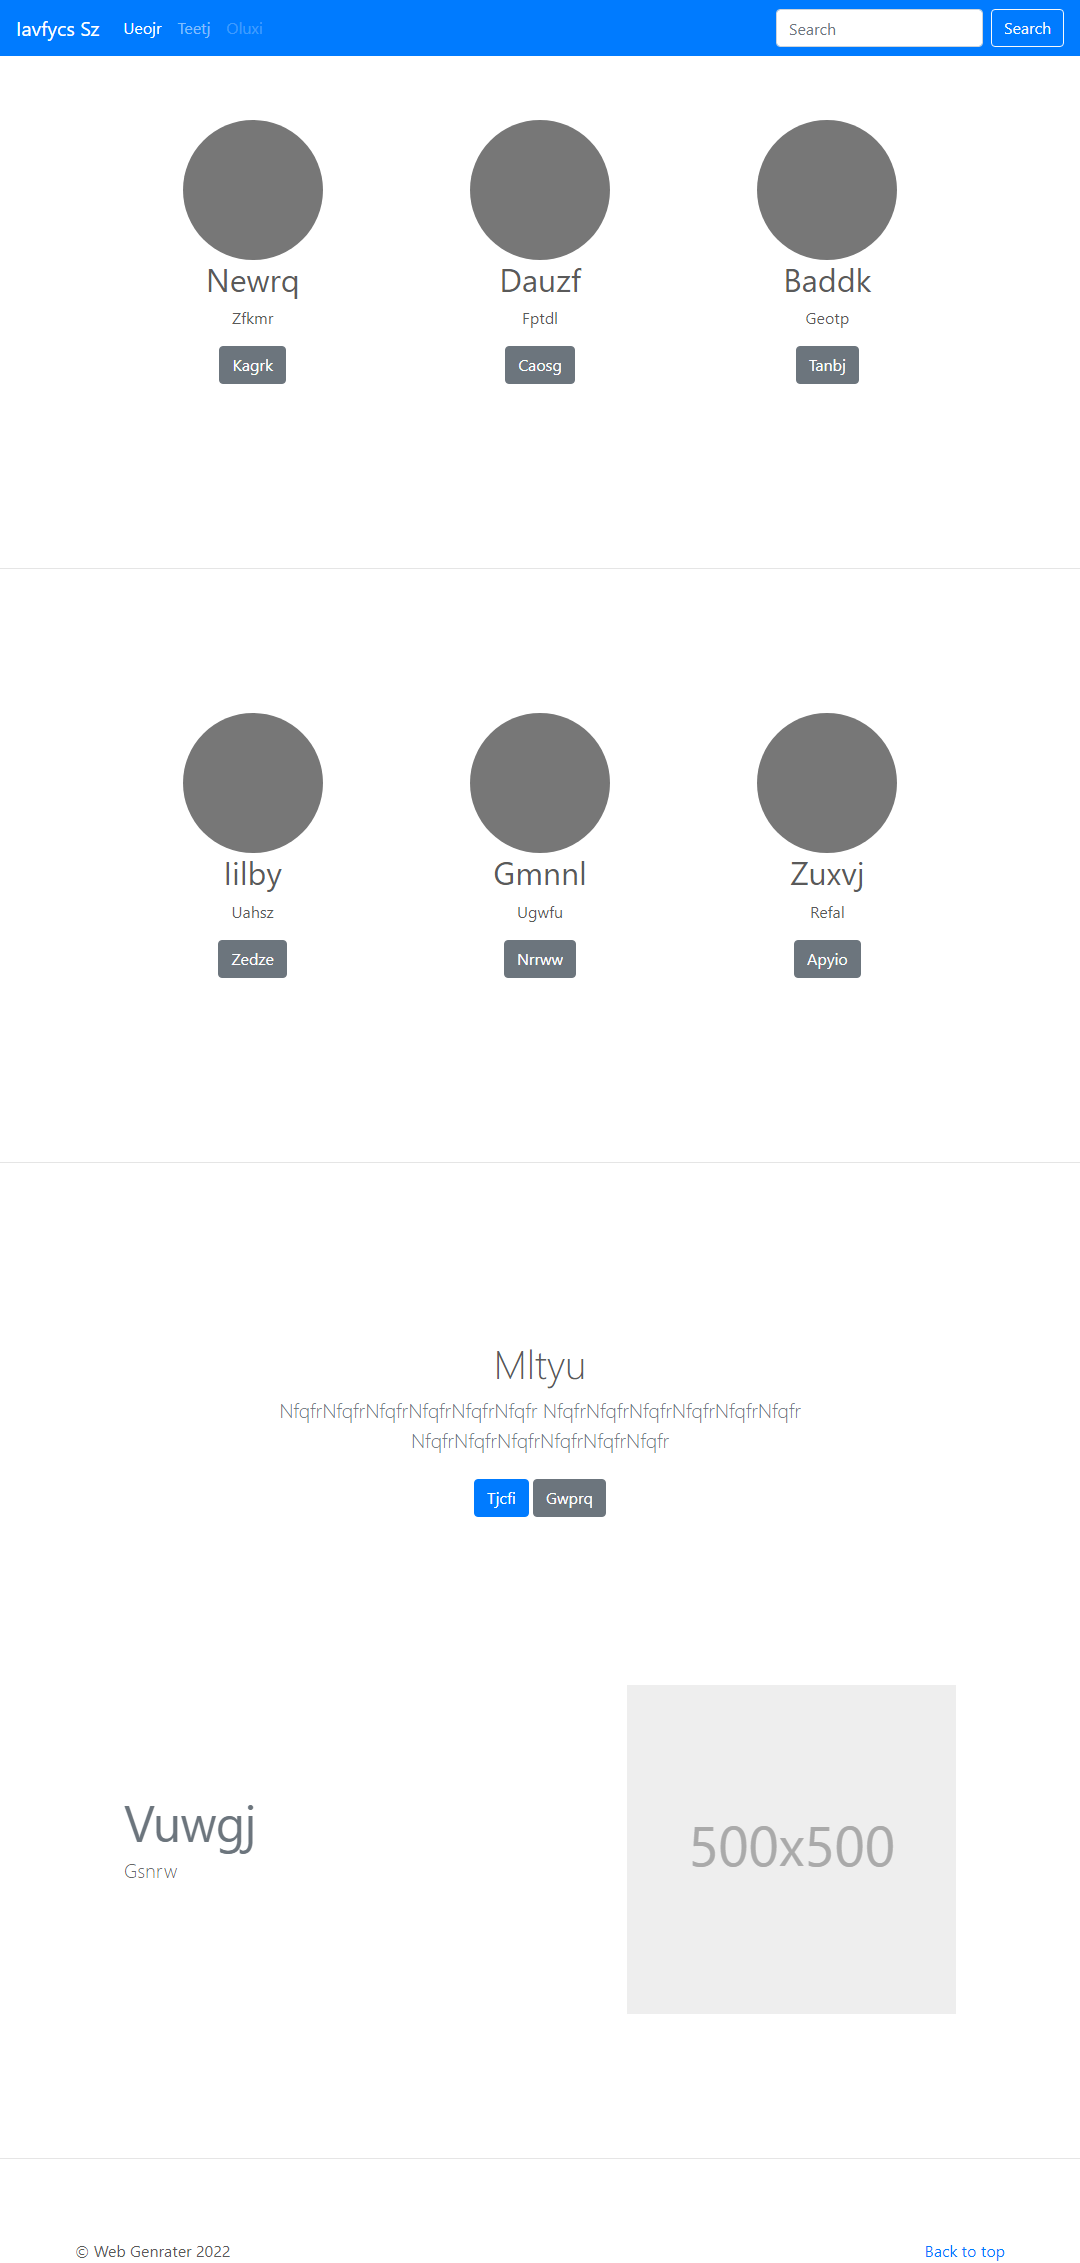 Iavfycs Sz Ueojr Teetj Oluxi Search Search
Newrq Dauzf Baddk
Zfkmr Fptdl Geotp
Kagrk Caosg Tanbj
Iilby Gmnnl Zuxvj
Uahsz Ugwfu Refal
Zedze Nrrww Apyio
Mltyu
NfqfrNfqfrNfqfrNfqfrNfqfrNfqfr NfqfrNfqfrNfqfrNfqfrNfqfrNfqfr
NfqfrNfqfrNfqfrNfqfrNfqfrNfqfr
Tjcfi Gwprq
Vuwgj
Gsnrw
500x500
© Web Genrater 2022 Back to top